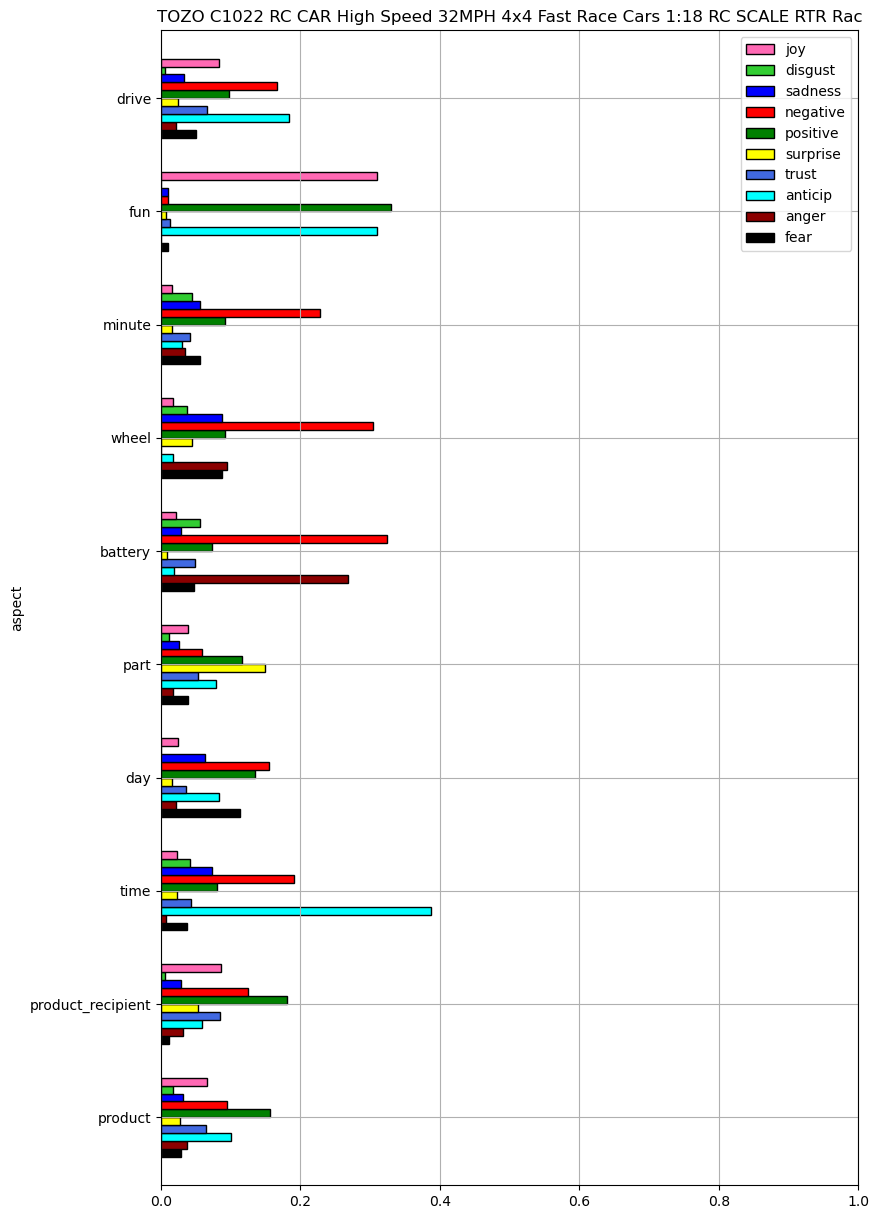 TOZO C1022 RC CAR High Speed 32MPH 4x4 Fast Race Cars 1:18 RC SCALE RTR Rac
joy
disgust
sadness
negative
positive
surprise
trust
anticip
anger
fear
drive
fun
minute
wheel
battery
part
day
time
product_recipient
product
aspect
0.0 0.2 0.4 0.6 0.8 1.0